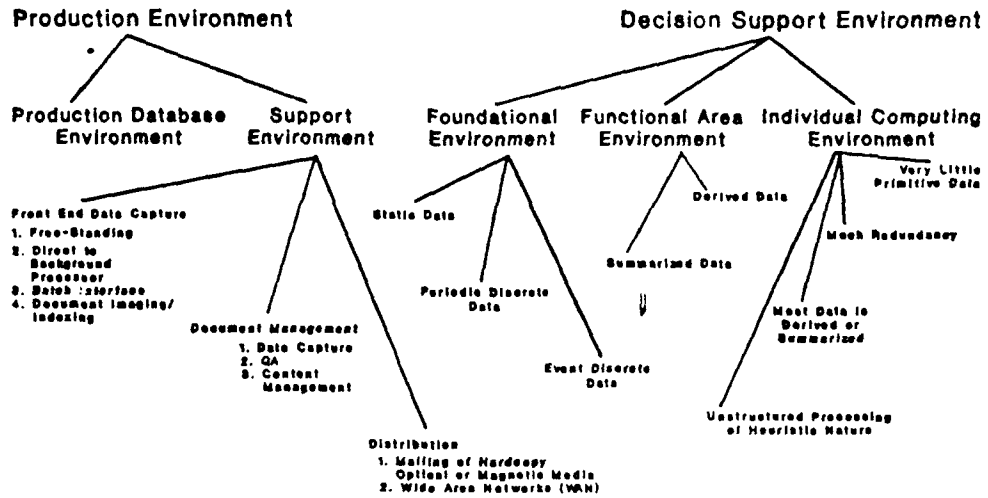 Production Environment
Decision Support Environment
Production Database
Environment
Support
Environment
Foundational
Environment
Functional Area
Environment
Individual Computing
Environment
Very Little
Primitive Data
Derived Data
Front End Data Capture
1. Free-Standing
2. Direct to
Background
Processor
3. Batch Interface
4. Document Imaging/
Indexing
Static Data
Much Redundancy
Summarized Data
Periodic Discrete
Data
Most Data is
Derived or
Summarized
Document Management
1. Data Capture
2. QA
3. Content
Management
Event Discrete
Data
Unstructured Processing
of Heuristic Nature
Distribution
1. Mailing of Hardcopy
Optical or Magnetic Media
2. Wide Area Networks (WAN)